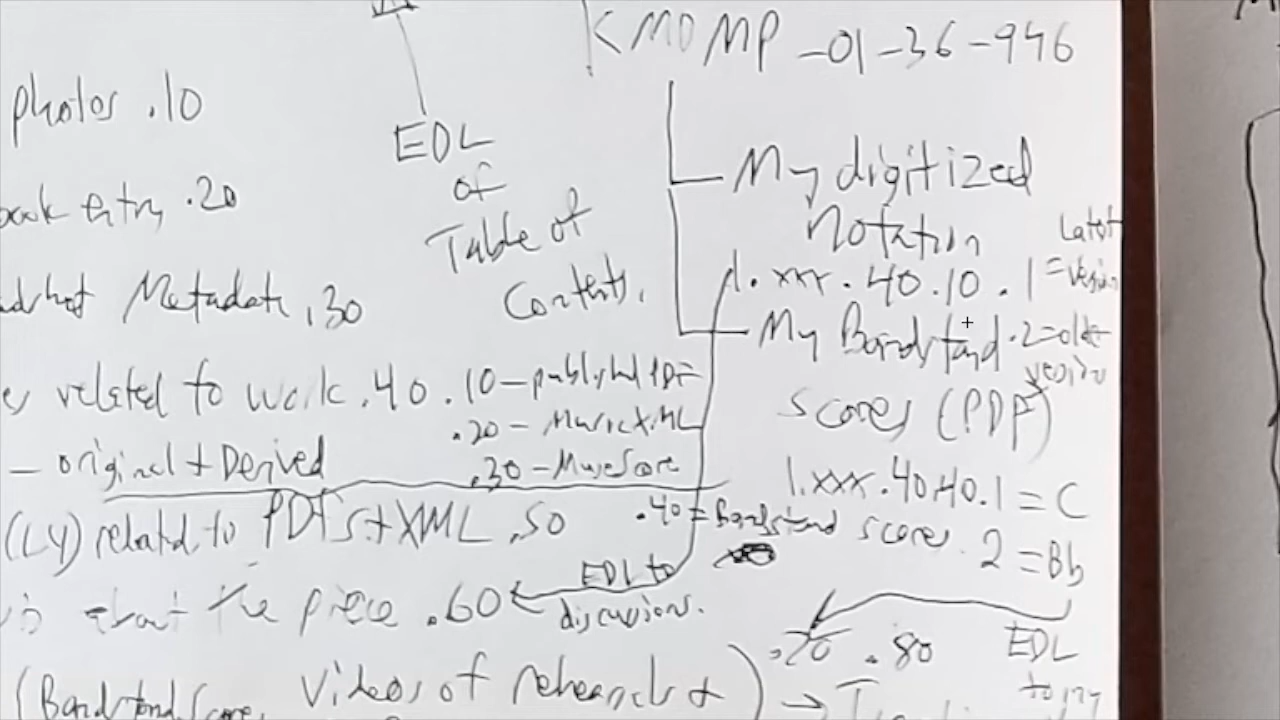 KMDMP-01-36-946
photos .10
EDL
of
Table of
Contents.
My digitized
Notation
Latest
version
1.xxx.40.10.1=
entry .20
Metadata .30
My Bandstand .2=older
version
scores (PDF)
related to work .40 .10-published PDF
.20-MusicXML
.30-MuseScore
- original + Derived
1.xxx.40.40.1=C
.2=Bb
(LY) related to PDFs+XML .50
.40=Bandstand score
EDL to
discussions.
about the piece .60
.20 .80 EDL
to my
(Bandstand Score, videos of rehearsals +